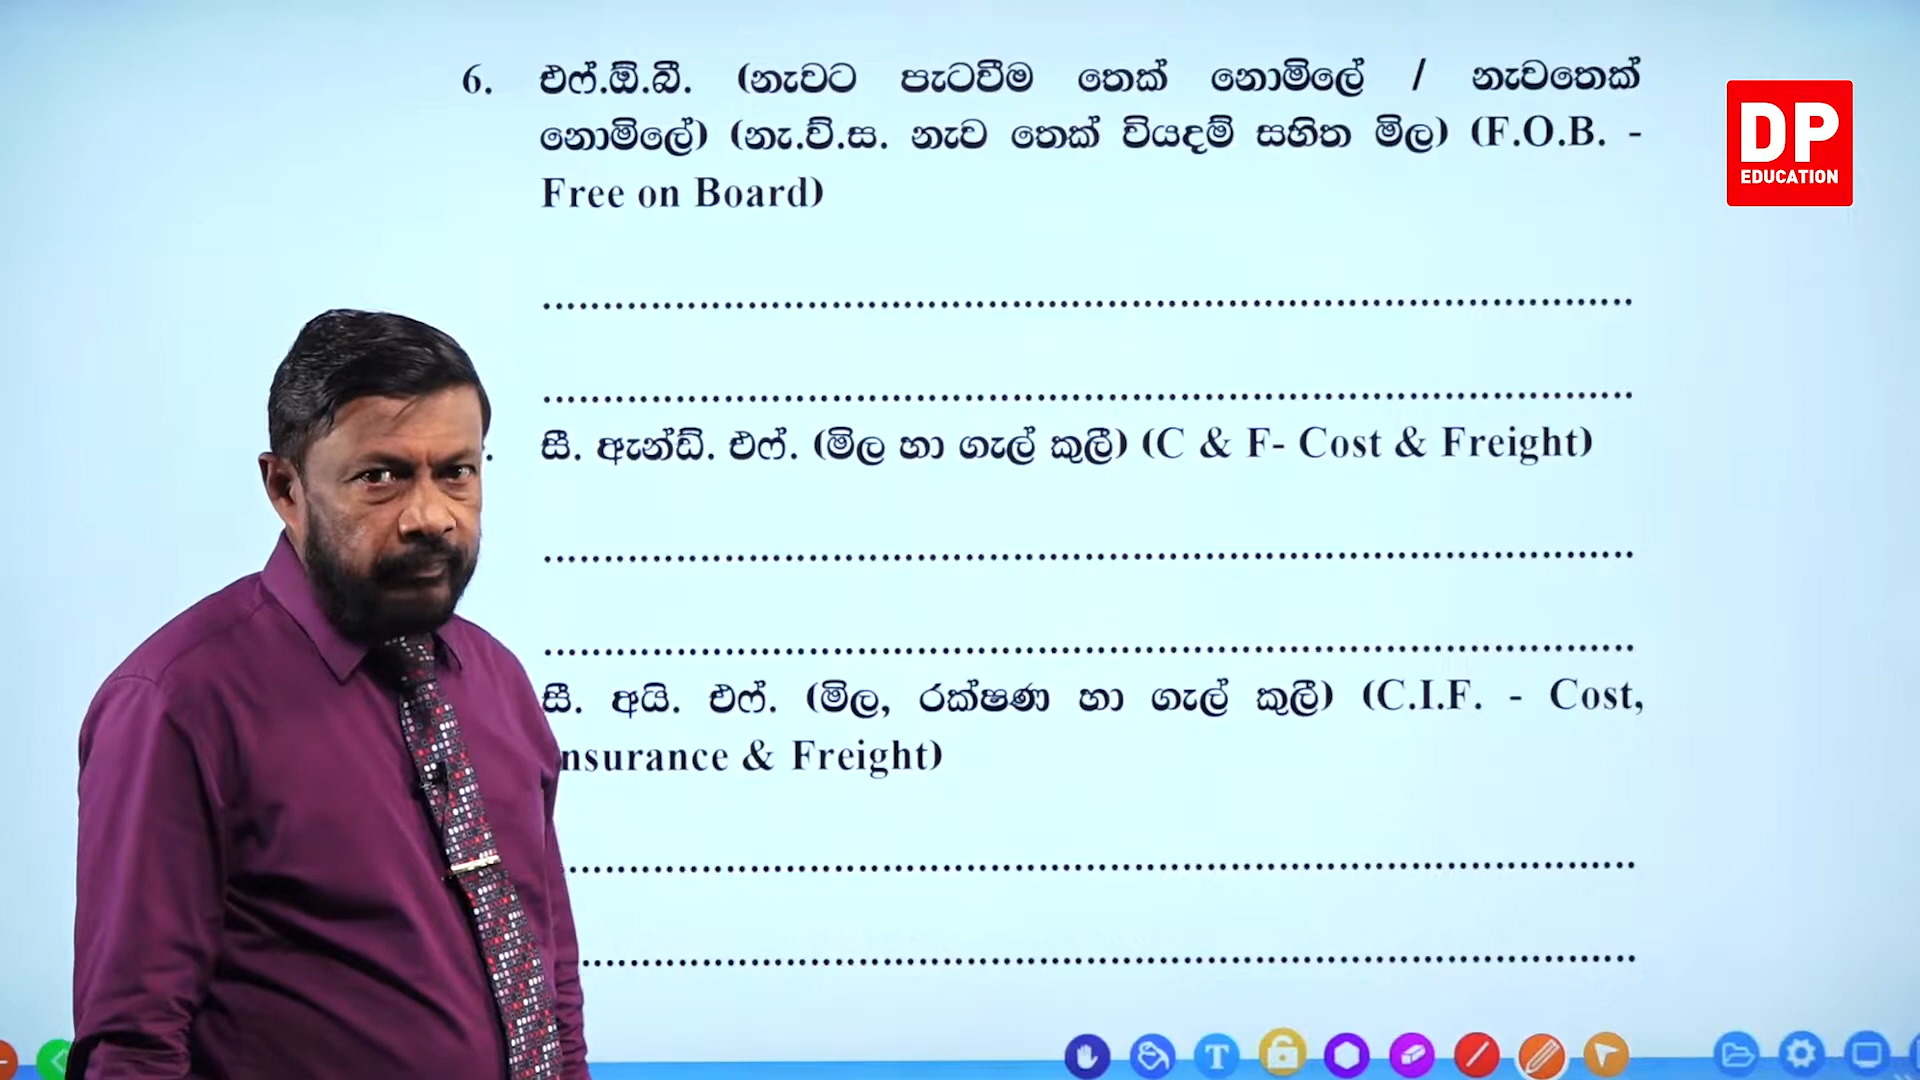 6. එෆ්.ඕ.බී. (නැවට පැටවීම තෙක් නොමිලේ / නැවතෙක්
නොමිලේ) (නැ.ව්.ස. නැව තෙක් වියදම් සහිත මිල) (F.O.B. -
Free on Board)
DP
EDUCATION
සී. ඇන්ඩ්. එෆ්. (මිල හා ගැල් කුලී) (C & F- Cost & Freight)
සී. අයි. එෆ්. (මිල, රක්ෂණ හා ගැල් කුලී) (C.I.F. - Cost,
nsurance & Freight)